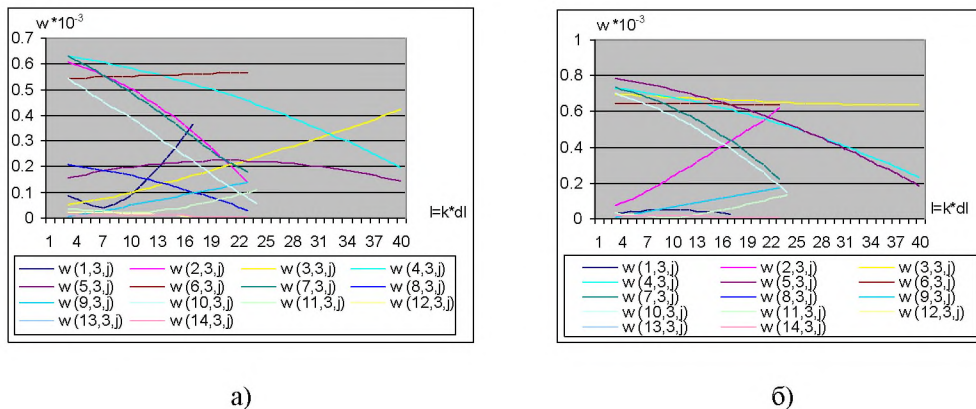 w *10⁻³
0.7
0.6
0.5
0.4
0.3
0.2
0.1
0
1 4 7 10 13 16 19 22 25 28 31 34 37 40
l=k*dl
w (1,3,j) w (2,3,j) w (3,3,j) w (4,3,j)
w (5,3,j) w (6,3,j) w (7,3,j) w (8,3,j)
w (9,3,j) w (10,3,j) w (11,3,j) w (12,3,j)
w (13,3,j) w (14,3,j)
а)
w *10⁻³
1
0.8
0.6
0.4
0.2
0
1 4 7 10 13 16 19 22 25 28 31 34 37 40
l=k*dl
w (1,3,j) w (2,3,j) w (3,3,j)
w (4,3,j) w (5,3,j) w (6,3,j)
w (7,3,j) w (8,3,j) w (9,3,j)
w (10,3,j) w (11,3,j) w (12,3,j)
w (13,3,j) w (14,3,j)
б)